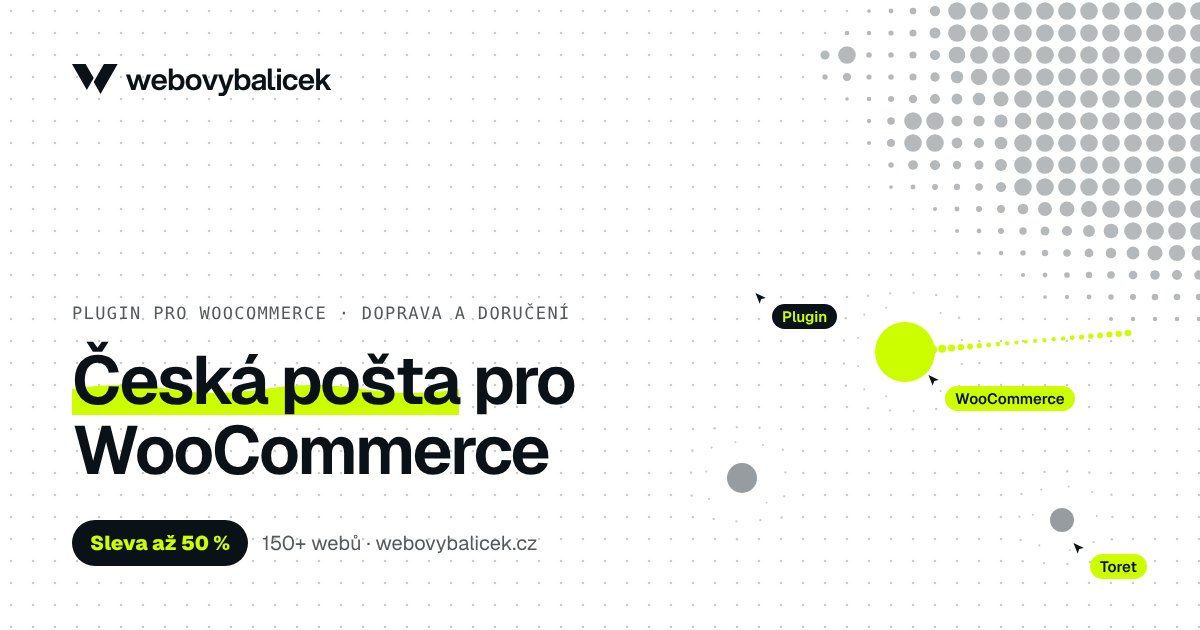 webovybalicek
PLUGIN PRO WOOCOMMERCE · DOPRAVA A DORUČENÍ
Česká pošta pro
WooCommerce
Sleva až 50 %
150+ webů · webovybalicek.cz
Plugin
WooCommerce
Toret